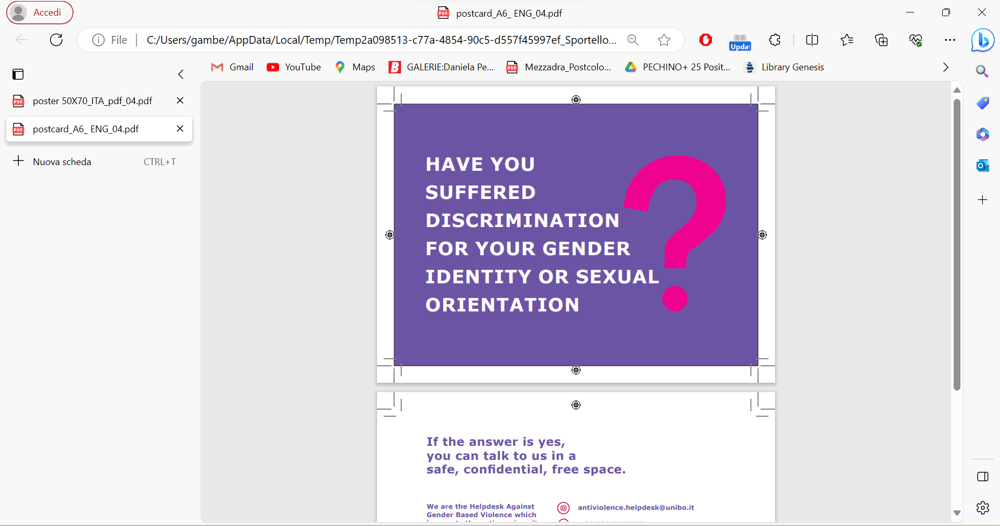 Accedi
postcard_A6_ ENG_04.pdf
File
C:/Users/gambe/AppData/Local/Temp/Temp2a098513-c77a-4854-90c5-d557f45997ef_Sportello...
Updat
Gmail
YouTube
Maps
B GALERIE:Daniela Pe...
PDF Mezzadra_Postcolo...
PECHINO+ 25 Posit...
Library Genesis
PDF poster 50X70_ITA_pdf_04.pdf
PDF postcard_A6_ ENG_04.pdf
Nuova scheda CTRL+T
HAVE YOU
SUFFERED
DISCRIMINATION
FOR YOUR GENDER
IDENTITY OR SEXUAL
ORIENTATION
?
If the answer is yes,
you can talk to us in a
safe, confidential, free space.
We are the Helpdesk Against
Gender Based Violence which
@ antiviolence.helpdesk@unibo.it